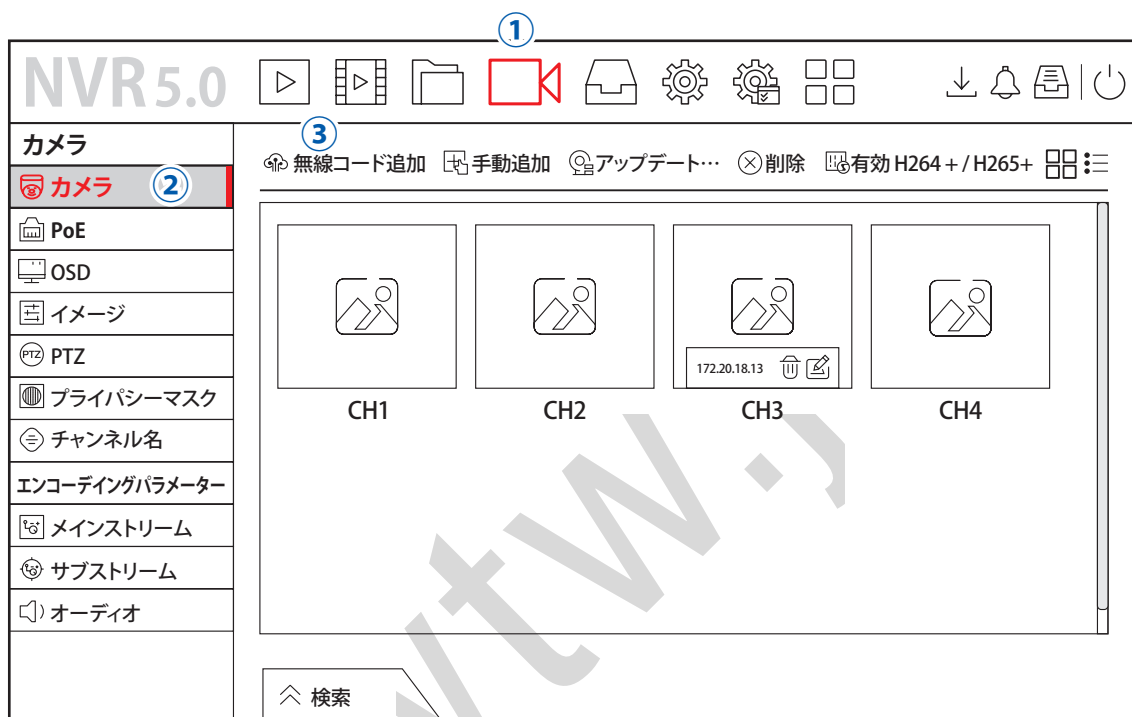 ①
NVR 5.0
カメラ
③
無線コード追加 手動追加 アップデート… 削除 有効 H264 + / H265+
カメラ ②
PoE
OSD
イメージ
PTZ PTZ
プライパシーマスク
チャンネル名
エンコーデイングパラメーター
メインストリーム
サブストリーム
オーディオ
172.20.18.13
CH1 CH2 CH3 CH4
検索